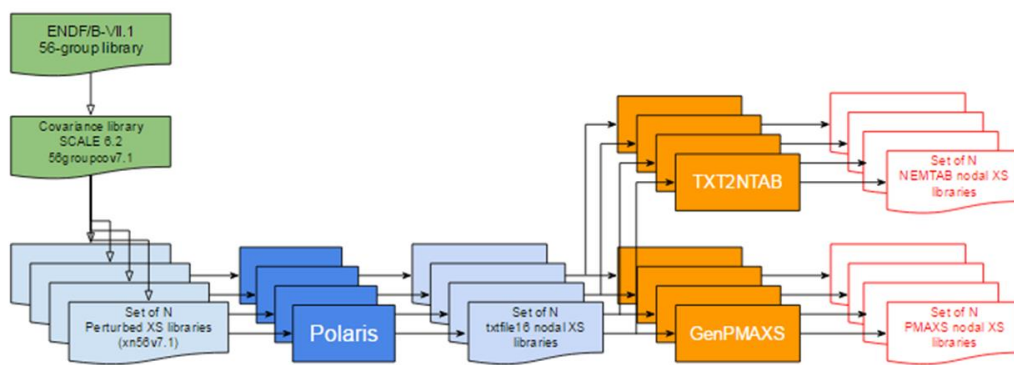 ENDF/B-VII.1
56-group library
Covariance library
SCALE 6.2
56groupcov7.1
Set of N
Perturbed XS libraries
(xn56v7.1)
Polaris
Set of N
txtfile16 nodal XS
libraries
TXT2NTAB
Set of N
NEMTAB nodal XS
libraries
GenPMAXS
Set of N
PMAXS nodal XS
libraries